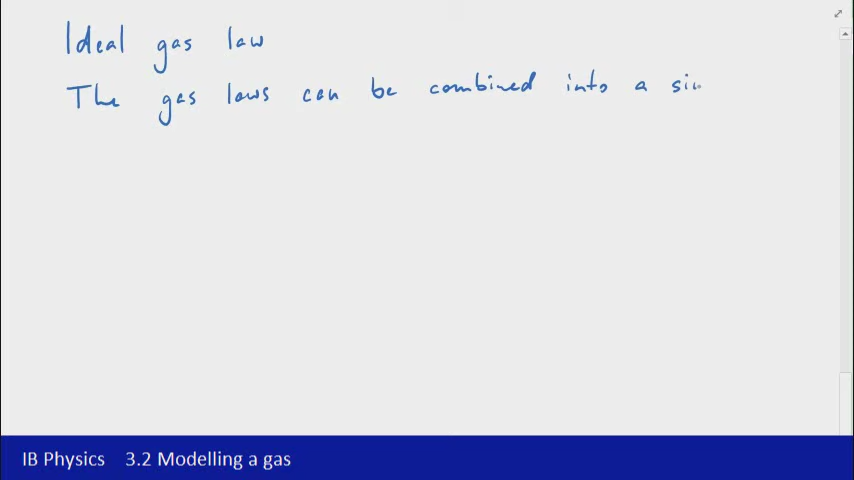 Ideal gas law
The gas laws can be combined into a
IB Physics 3.2 Modelling a gas